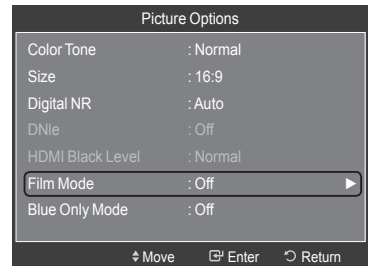 Picture Options
Color Tone : Normal
Size : 16:9
Digital NR : Auto
DNIe : Off
HDMI Black Level : Normal
Film Mode : Off
Blue Only Mode : Off
Move Enter Return